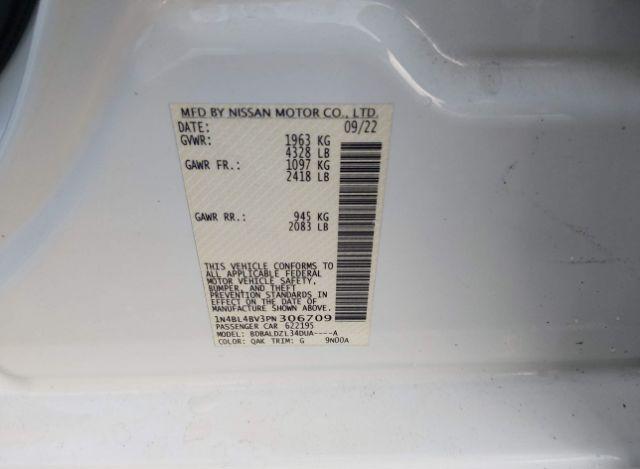 MFD BY NISSAN MOTOR CO., LTD.
DATE: 09/22
GVWR: 1963 KG
4328 LB
GAWR FR.: 1097 KG
2418 LB
GAWR RR.: 945 KG
2083 LB
THIS VEHICLE CONFORMS TO
ALL APPLICABLE FEDERAL
MOTOR VEHICLE SAFETY,
BUMPER, AND THEFT
PREVENTION STANDARDS IN
EFFECT ON THE DATE OF
MANUFACTURE SHOWN ABOVE.
1N4BL4BV3PN306709
PASSENGER CAR 622195
MODEL: BDBALDZL34DUA----A
COLOR: QAK TRIM: G 9N00A